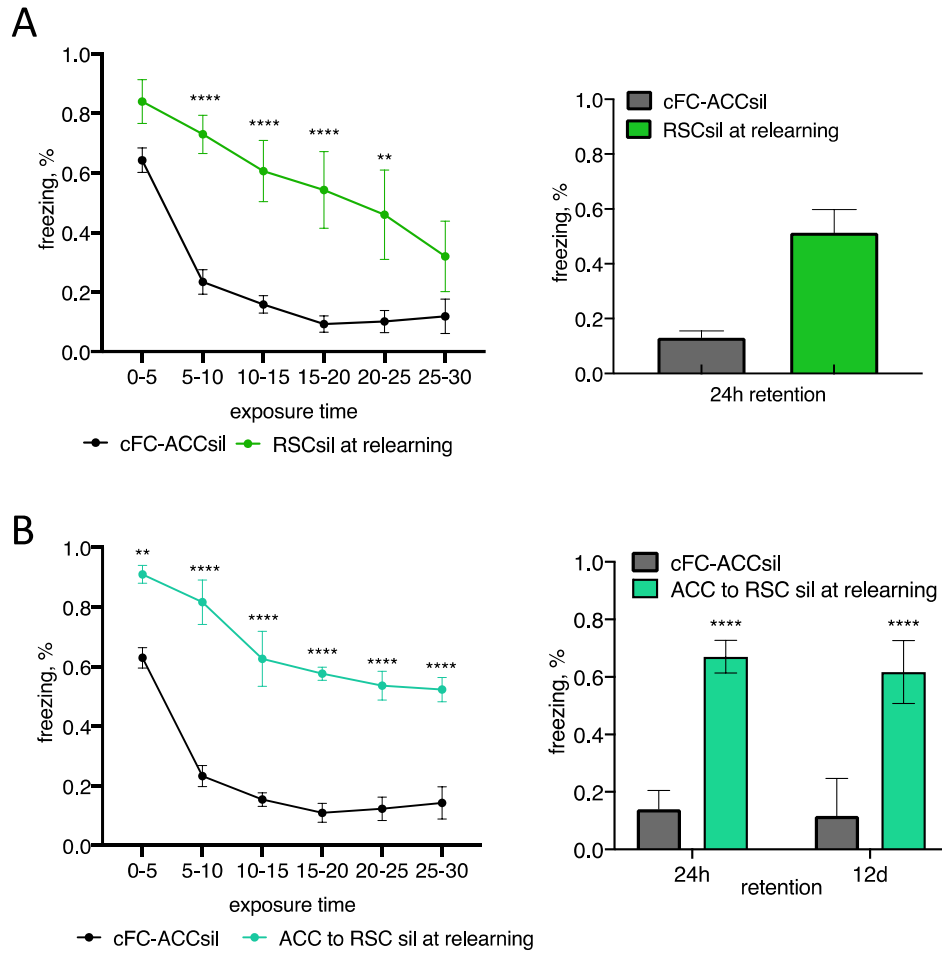 A
1.0
0.8
0.6
0.4
0.2
0.0
freezing, %
****
****
****
**
0-5 5-10 10-15 15-20 20-25 25-30
exposure time
cFC-ACCsil RSCsil at relearning
cFC-ACCsil
RSCsil at relearning
1.0
0.8
0.6
0.4
0.2
0.0
freezing, %
24h retention
B
1.0
0.8
0.6
0.4
0.2
0.0
freezing, %
**
****
****
****
****
****
0-5 5-10 10-15 15-20 20-25 25-30
exposure time
cFC-ACCsil ACC to RSC sil at relearning
cFC-ACCsil
ACC to RSC sil at relearning
1.0
0.8
0.6
0.4
0.2
0.0
freezing, %
****
****
24h 12d
retention